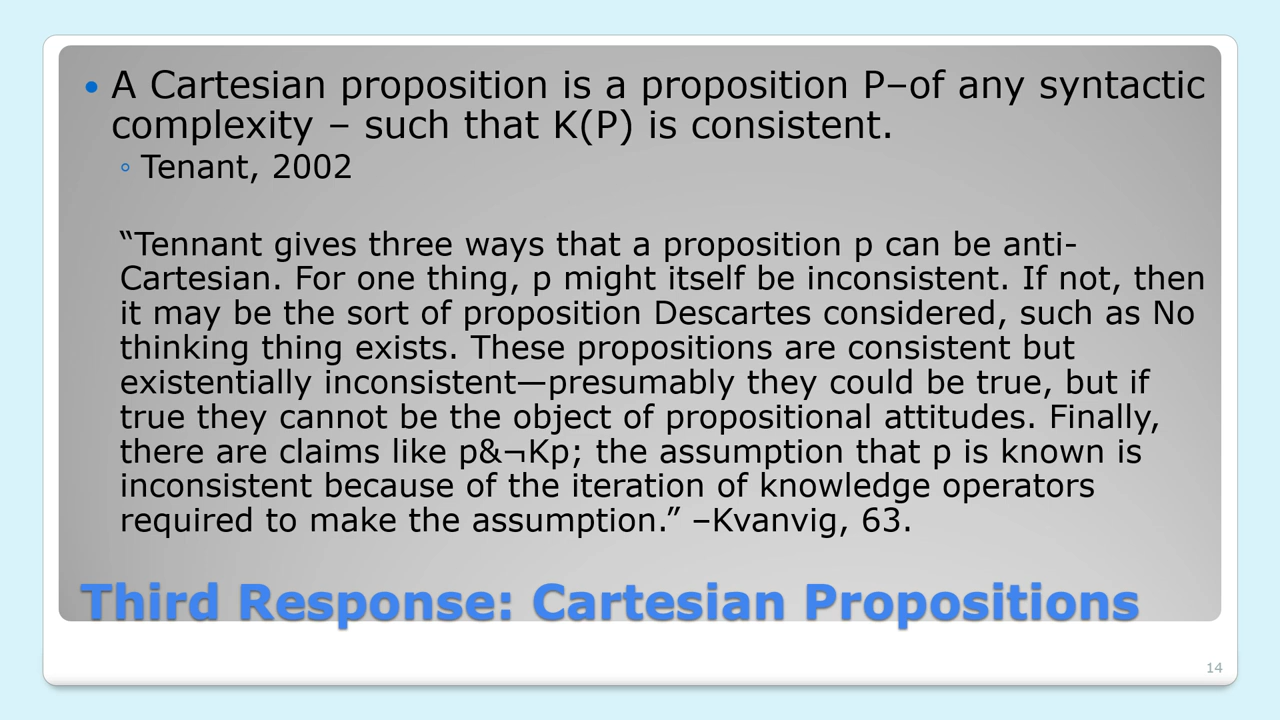 • A Cartesian proposition is a proposition P–of any syntactic
complexity – such that K(P) is consistent.
◦ Tenant, 2002
“Tennant gives three ways that a proposition p can be anti-
Cartesian. For one thing, p might itself be inconsistent. If not, then
it may be the sort of proposition Descartes considered, such as No
thinking thing exists. These propositions are consistent but
existentially inconsistent—presumably they could be true, but if
true they cannot be the object of propositional attitudes. Finally,
there are claims like p&¬Kp; the assumption that p is known is
inconsistent because of the iteration of knowledge operators
required to make the assumption.” –Kvanvig, 63.
Third Response: Cartesian Propositions
14